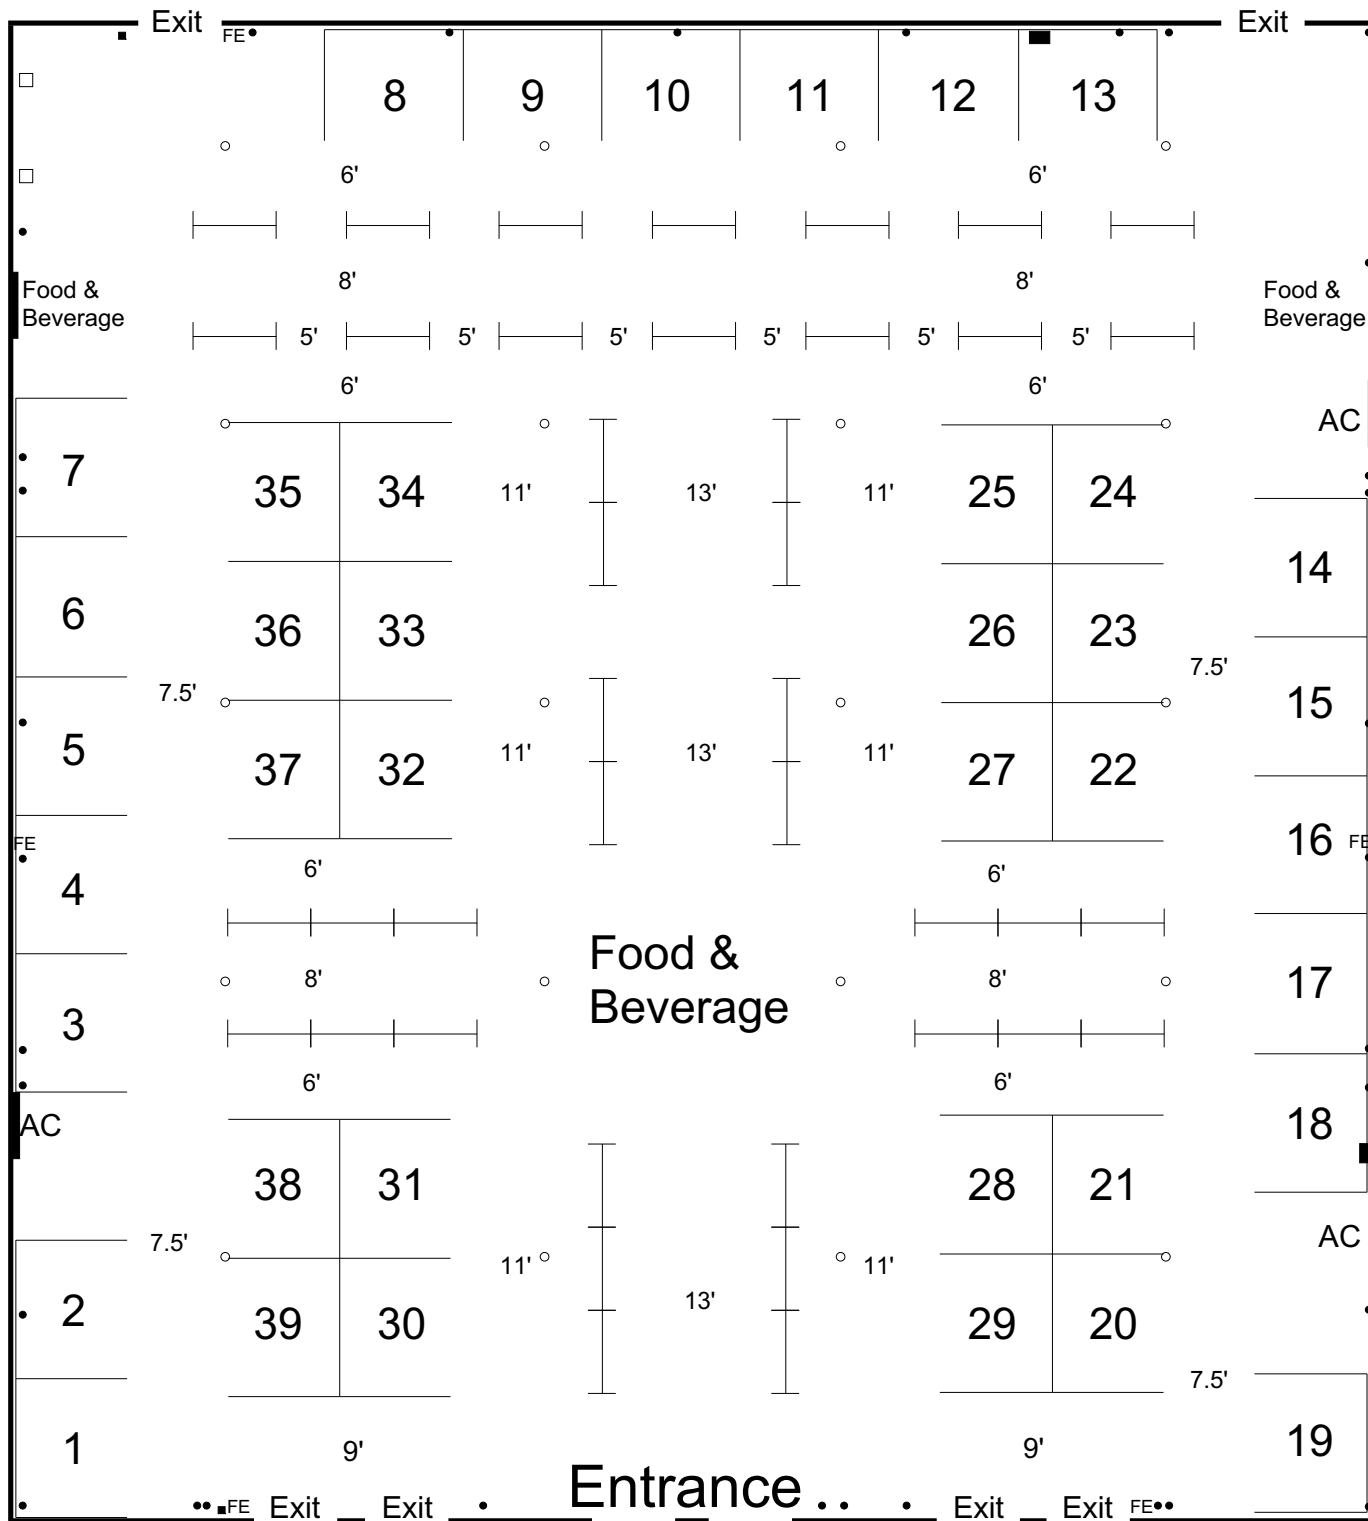 Exit
Exit
FE
8 9 10 11 12 13
6' 6'
8' 8'
Food &
Beverage
Food &
Beverage
5' 5' 5' 5' 5' 5'
6' 6'
AC
7
35 34 11' 13' 11' 25 24
14
6
36 33 26 23
7.5' 7.5'
15
5
37 32 11' 13' 11' 27 22
FE
16 FE
6' 6'
4
Food &
Beverage
8' 8'
17
3
6' 6'
AC
18
38 31 28 21
7.5'
11' 11'
AC
13'
2
39 30 29 20
7.5'
1
9' 9'
19
Entrance
FE Exit Exit Exit Exit FE